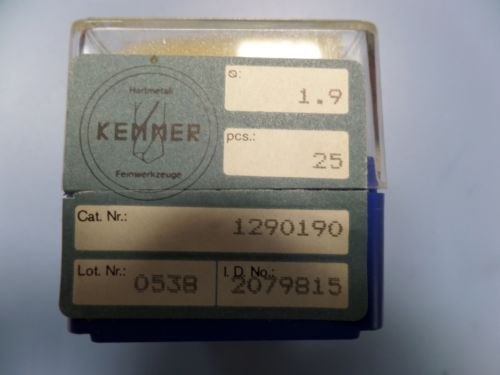 Hartmetall
KEMMER
Feinwerkzeuge
ø:
1.9
pcs.:
25
Cat. Nr.:
1290190
Lot. Nr.:
0538
I.D. No.:
2079815